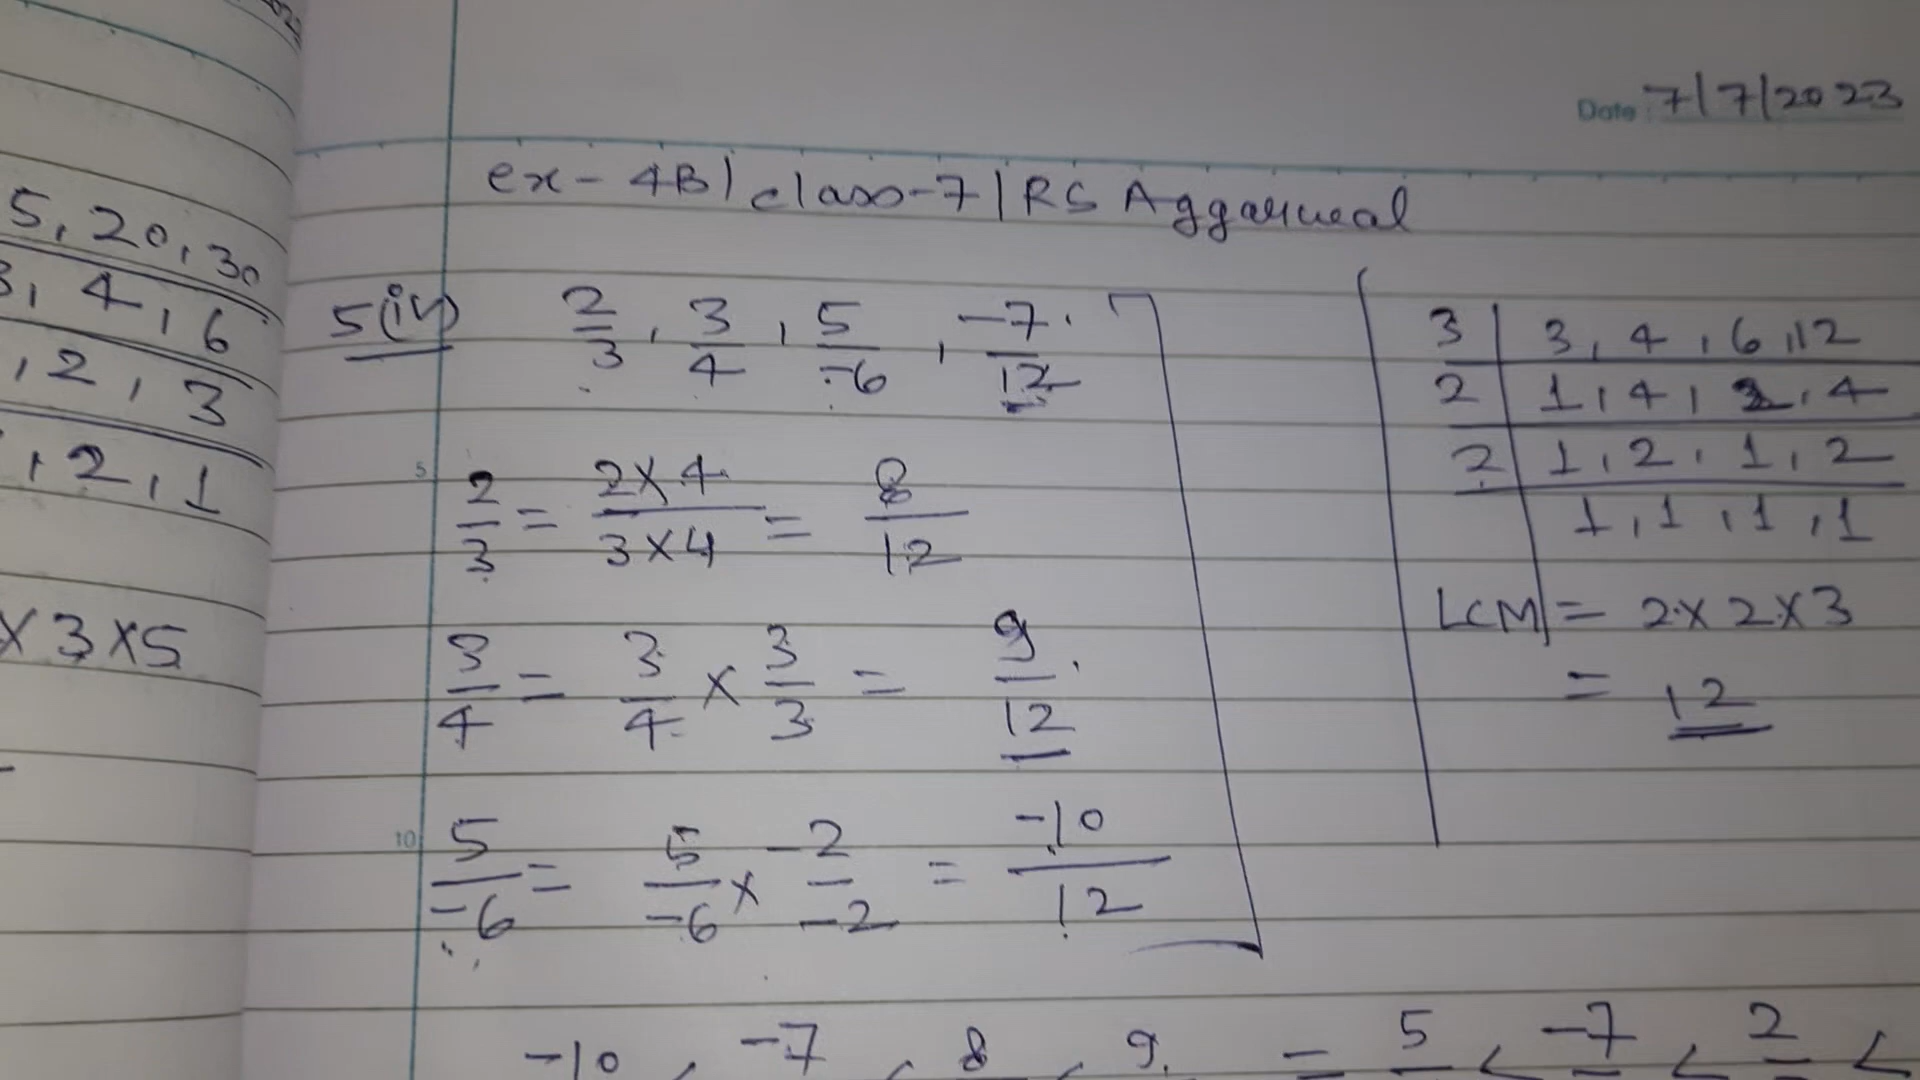 Date 7/7/2023
ex- 4B | class-7 | RS Aggarwal
5, 20, 30
3, 4, 6
, 2, 3
, 2, 1
×3×5
5(iv) 2/3, 3/4, 5/-6, -7/12
5
2/3 = 2×4/3×4 = 8/12
3/4 = 3/4 × 3/3 = 9/12
10
5/-6 = 5/-6 × -2/-2 = -10/12
-10 < -7 < 8 < 9 = 5 < -7 < 2 <
3 | 3, 4, 6, 12
2 | 1, 4, 2, 4
2 | 1, 2, 1, 2
1, 1, 1, 1
LCM = 2×2×3
= 12